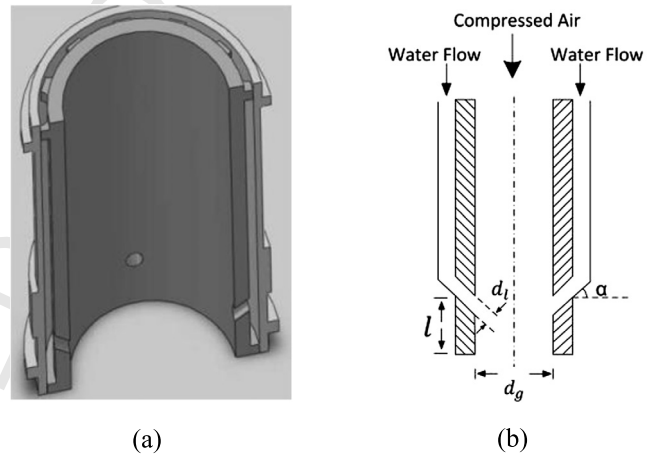 Compressed Air
Water Flow Water Flow
d_l
α
l
d_g
(a) (b)